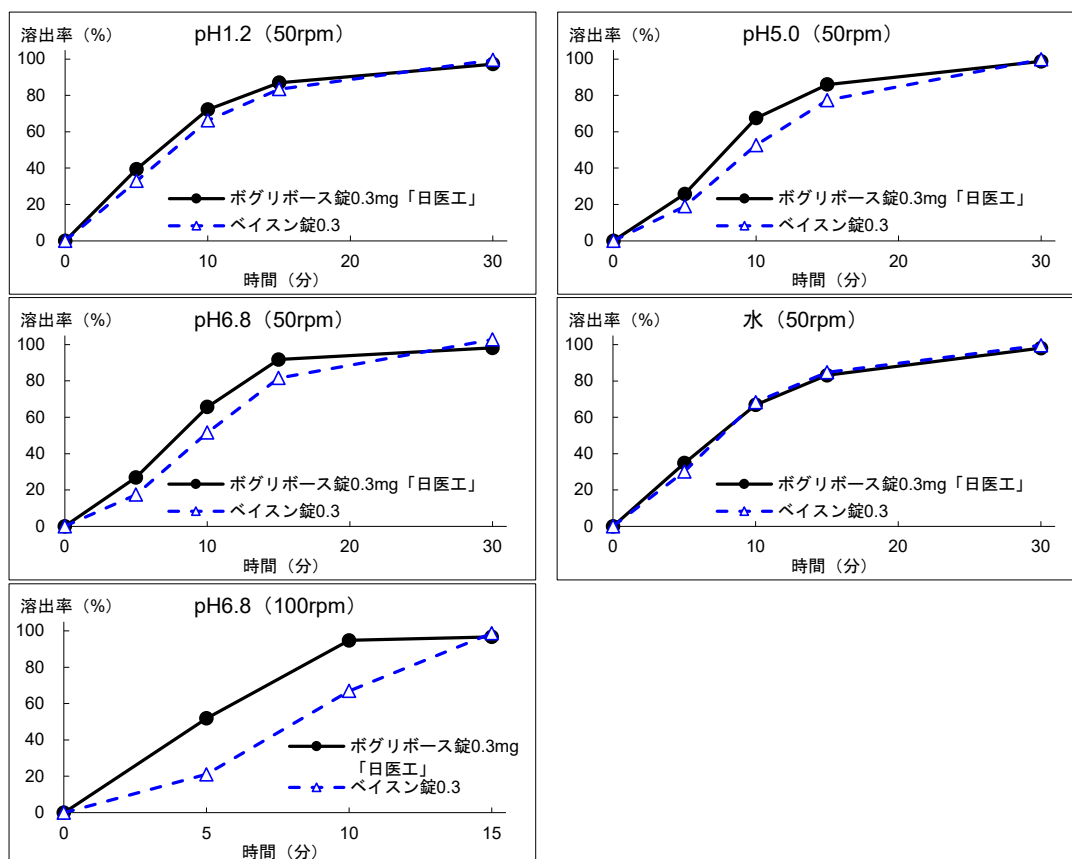 溶出率（%） pH1.2（50rpm）
100
80
60
40
20
0
ボグリボース錠0.3mg「日医工」
ベイスン錠0.3
0 10 20 30
時間（分）
溶出率（%） pH5.0（50rpm）
100
80
60
40
20
0
ボグリボース錠0.3mg「日医工」
ベイスン錠0.3
0 10 20 30
時間（分）
溶出率（%） pH6.8（50rpm）
100
80
60
40
20
0
ボグリボース錠0.3mg「日医工」
ベイスン錠0.3
0 10 20 30
時間（分）
溶出率（%） 水（50rpm）
100
80
60
40
20
0
ボグリボース錠0.3mg「日医工」
ベイスン錠0.3
0 10 20 30
時間（分）
溶出率（%） pH6.8（100rpm）
100
80
60
40
20
0
ボグリボース錠0.3mg
「日医工」
ベイスン錠0.3
0 5 10 15
時間（分）